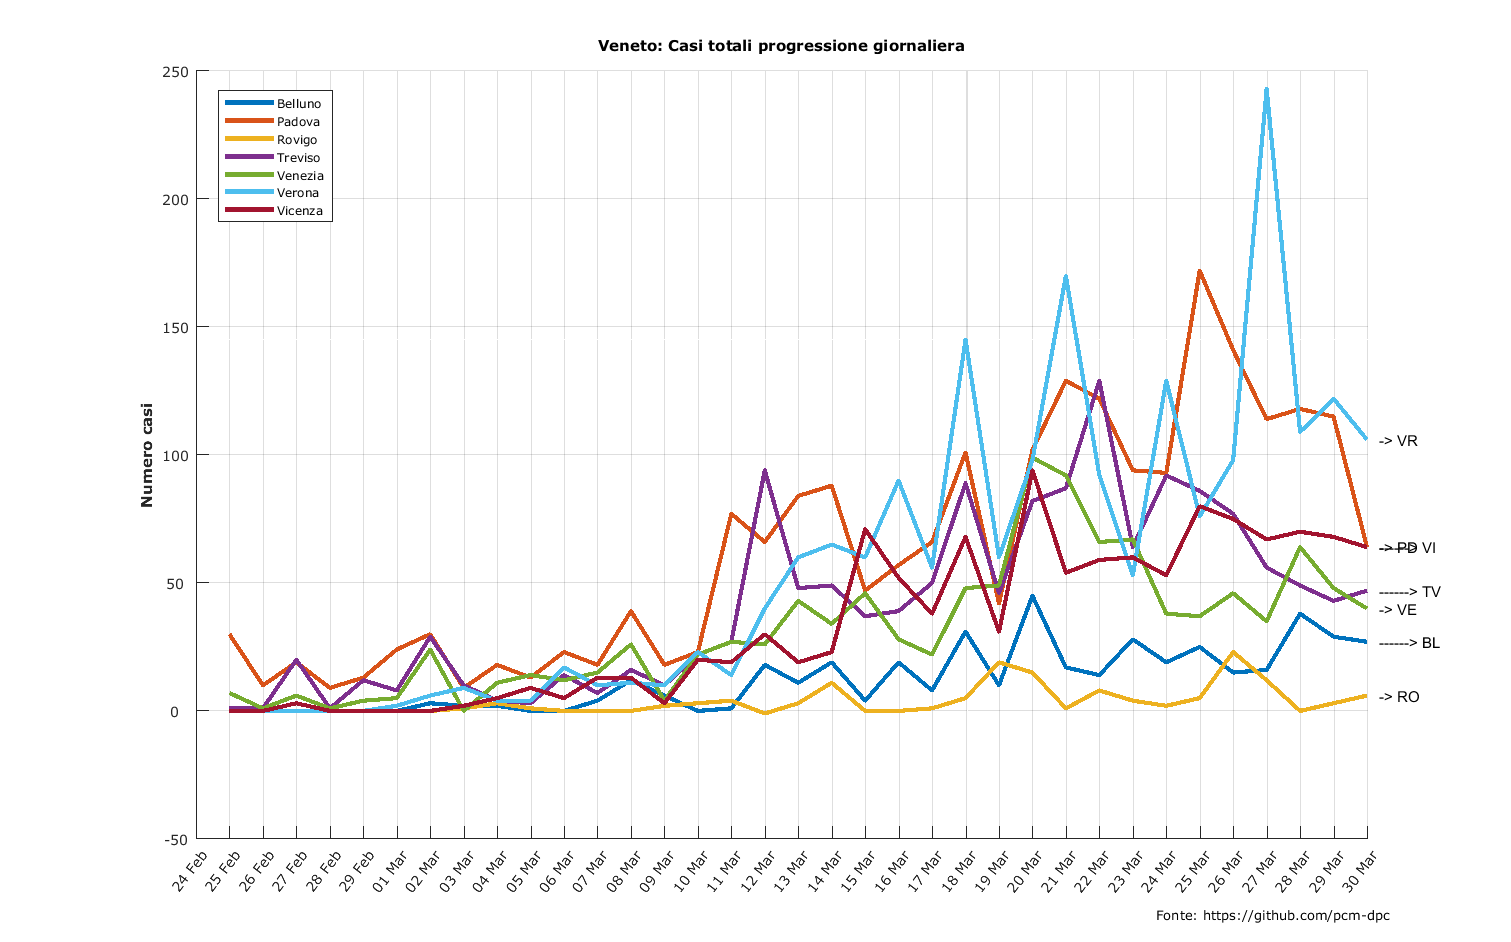 Veneto: Casi totali progressione giornaliera
250
200
150
100
50
0
-50
Numero casi
Belluno
Padova
Rovigo
Treviso
Venezia
Verona
Vicenza
-> VR
-> PD
------> VI
------> TV
-> VE
------> BL
-> RO
24 Feb
25 Feb
26 Feb
27 Feb
28 Feb
29 Feb
01 Mar
02 Mar
03 Mar
04 Mar
05 Mar
06 Mar
07 Mar
08 Mar
09 Mar
10 Mar
11 Mar
12 Mar
13 Mar
14 Mar
15 Mar
16 Mar
17 Mar
18 Mar
19 Mar
20 Mar
21 Mar
22 Mar
23 Mar
24 Mar
25 Mar
26 Mar
27 Mar
28 Mar
29 Mar
30 Mar
Fonte: https://github.com/pcm-dpc